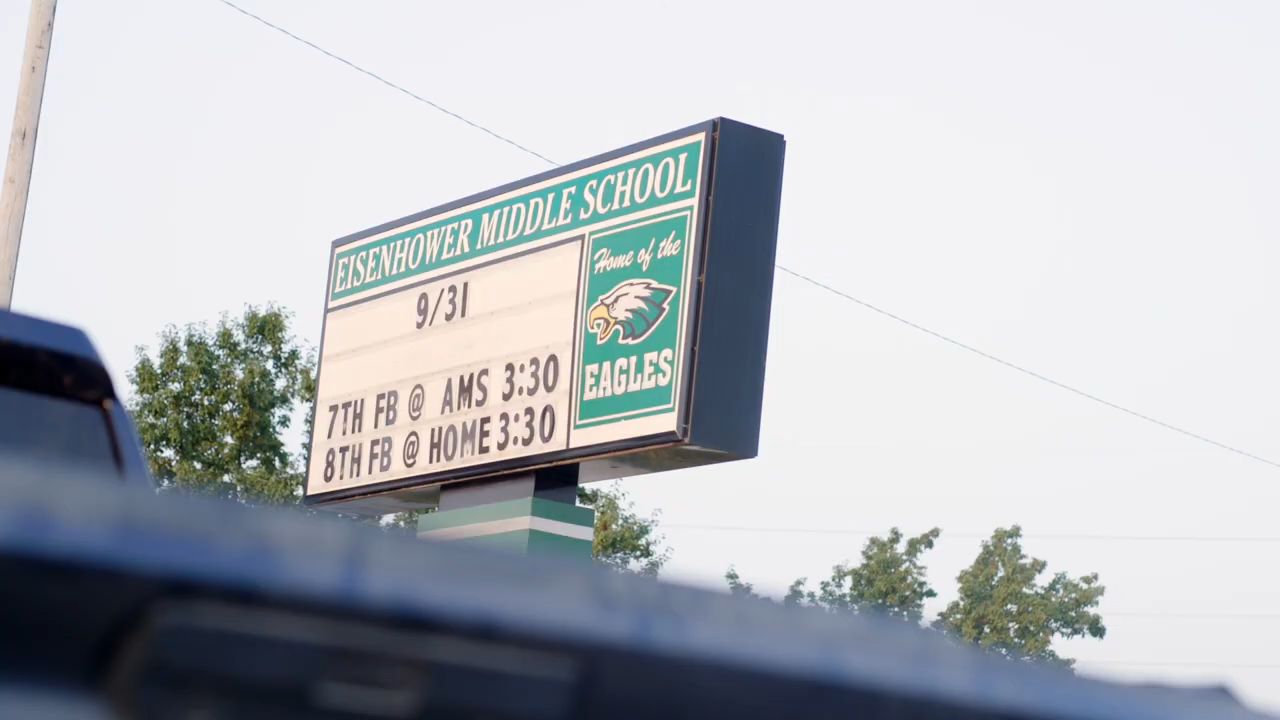 EISENHOWER MIDDLE SCHOOL
9/31
7TH FB @ AMS 3:30
8TH FB @ HOME 3:30
Home of the
EAGLES